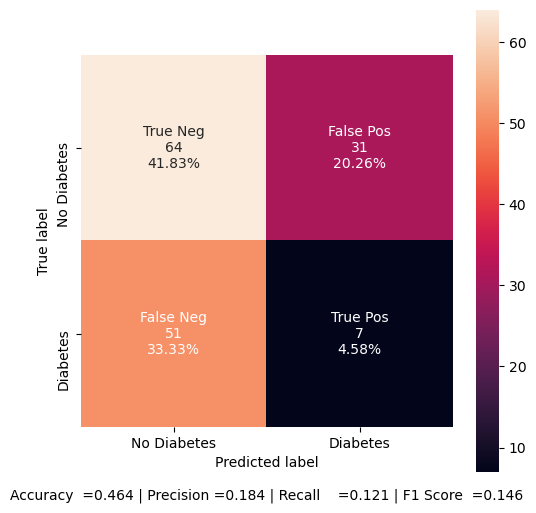 True Neg
64
41.83%
False Pos
31
20.26%
False Neg
51
33.33%
True Pos
7
4.58%
No Diabetes
Diabetes
True label
No Diabetes
Diabetes
Predicted label
60
50
40
30
20
10
Accuracy  =0.464 | Precision =0.184 | Recall    =0.121 | F1 Score  =0.146